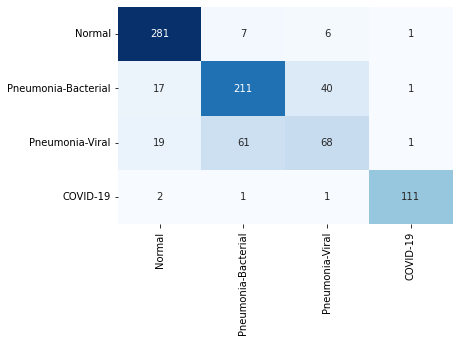 Normal 281 7 6 1
Pneumonia-Bacterial 17 211 40 1
Pneumonia-Viral 19 61 68 1
COVID-19 2 1 1 111
Normal
Pneumonia-Bacterial
Pneumonia-Viral
COVID-19